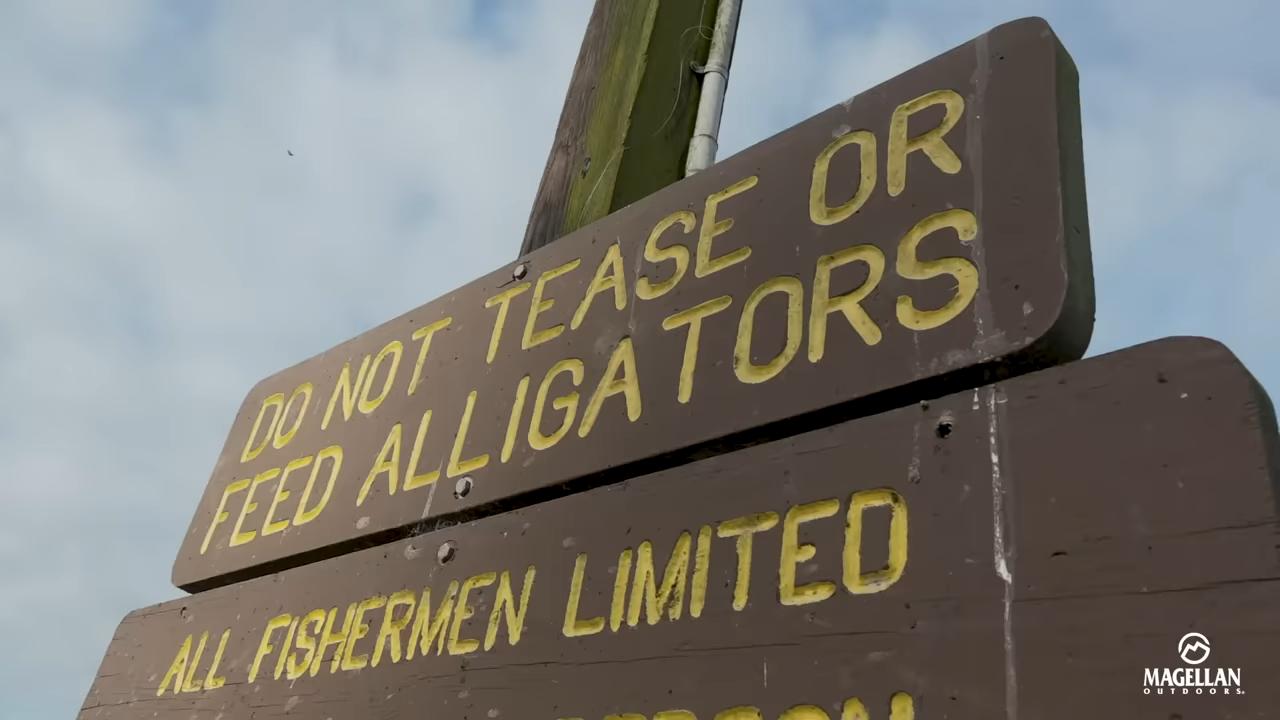 DO NOT TEASE OR
FEED ALLIGATORS
ALL FISHERMEN LIMITED
MAGELLAN
OUTDOORS